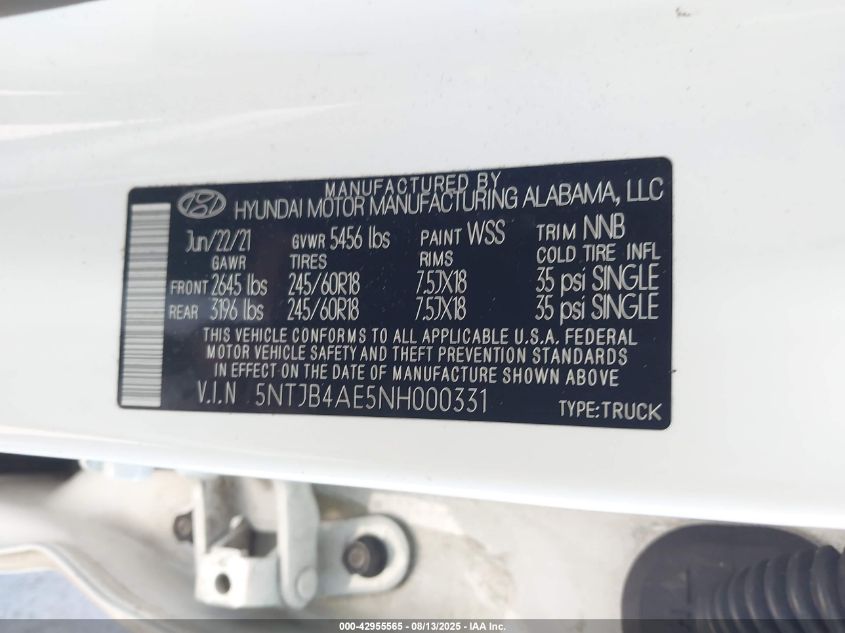 MANUFACTURED BY
HYUNDAI MOTOR MANUFACTURING ALABAMA, LLC
Jun/22/21 GVWR 5456 lbs PAINT WSS TRIM NNB
GAWR TIRES RIMS COLD TIRE INFL
FRONT 2645 lbs 245/60R18 7.5JX18 35 psi SINGLE
REAR 3196 lbs 245/60R18 7.5JX18 35 psi SINGLE
THIS VEHICLE CONFORMS TO ALL APPLICABLE U.S.A. FEDERAL
MOTOR VEHICLE SAFETY AND THEFT PREVENTION STANDARDS
IN EFFECT ON THE DATE OF MANUFACTURE SHOWN ABOVE
V.I.N 5NTJB4AE5NH000331 TYPE:TRUCK
000-42955565 - 08/13/2025 - IAA Inc.